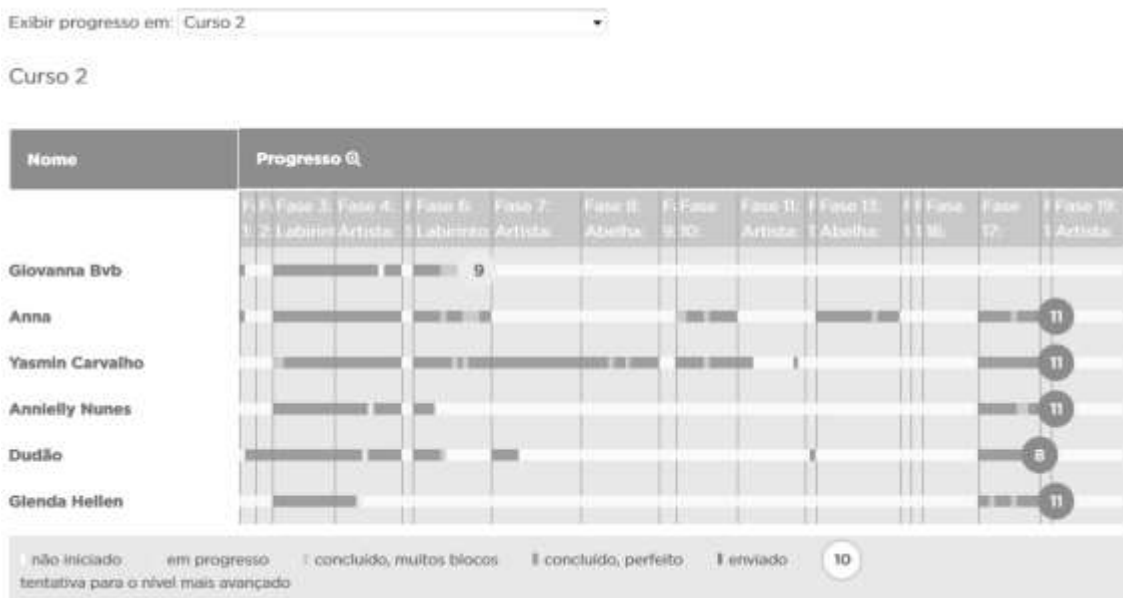 Exibir progresso em: Curso 2
Curso 2
Nome Progresso
Fase 3: Fase 4: Fase 6: Fase 7: Fase 8: Fase Fase 11: Fase 13: Fase Fase Fase 19:
2: Labirinto Artista: Labirinto Artista: Abelha: 9: 10: Artista: Abelha: 16: 17: Artista:
Giovanna Bvb 9
Anna 11
Yasmin Carvalho 11
Annielly Nunes 11
Dudão 8
Glenda Hellen 11
não iniciado em progresso concluído, muitos blocos concluído, perfeito enviado 10
tentativa para o nível mais avançado